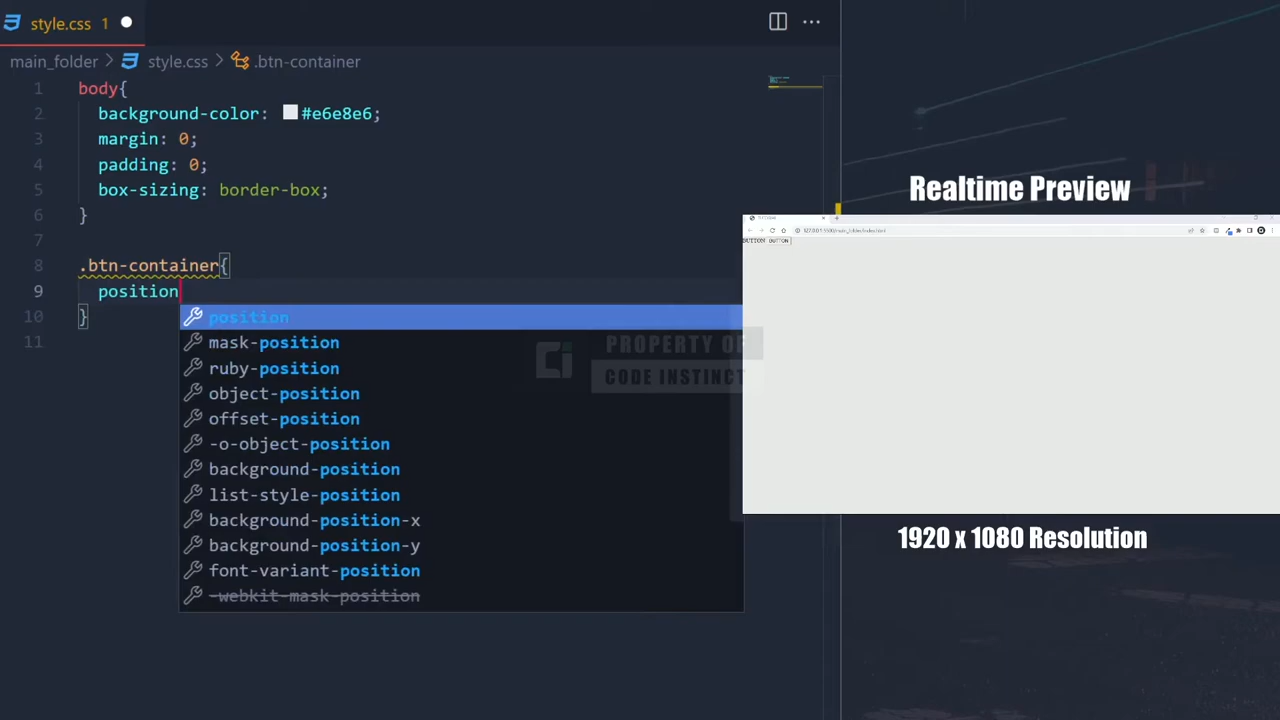 style.css 1
main_folder > style.css > .btn-container
1 body{
2 background-color: #e6e8e6;
3 margin: 0;
4 padding: 0;
5 box-sizing: border-box;
6 }
7
8 .btn-container{
9 position
10 }
11
position
mask-position
ruby-position
object-position
offset-position
-o-object-position
background-position
list-style-position
background-position-x
background-position-y
font-variant-position
-webkit-mask-position
PROPERTY OF
CODE INSTINCT
Realtime Preview
BUTTON BUTTON
1920 x 1080 Resolution